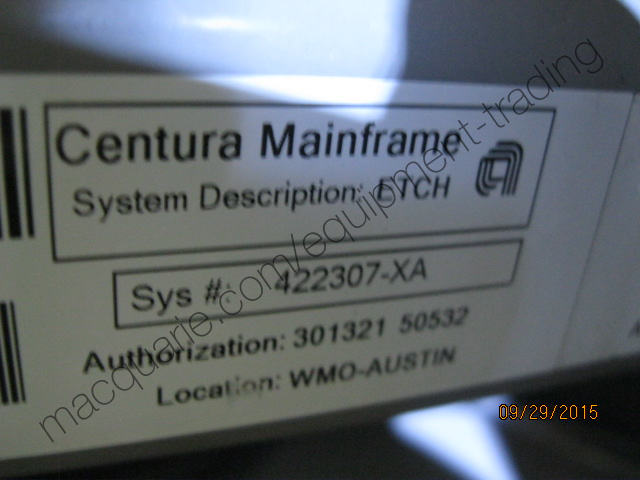 Centura Mainframe
System Description: ETCH
Sys #: 422307-XA
Authorization: 301321 50532
Location: WMO-AUSTIN
macquarie.com/equipment-trading
09/29/2015